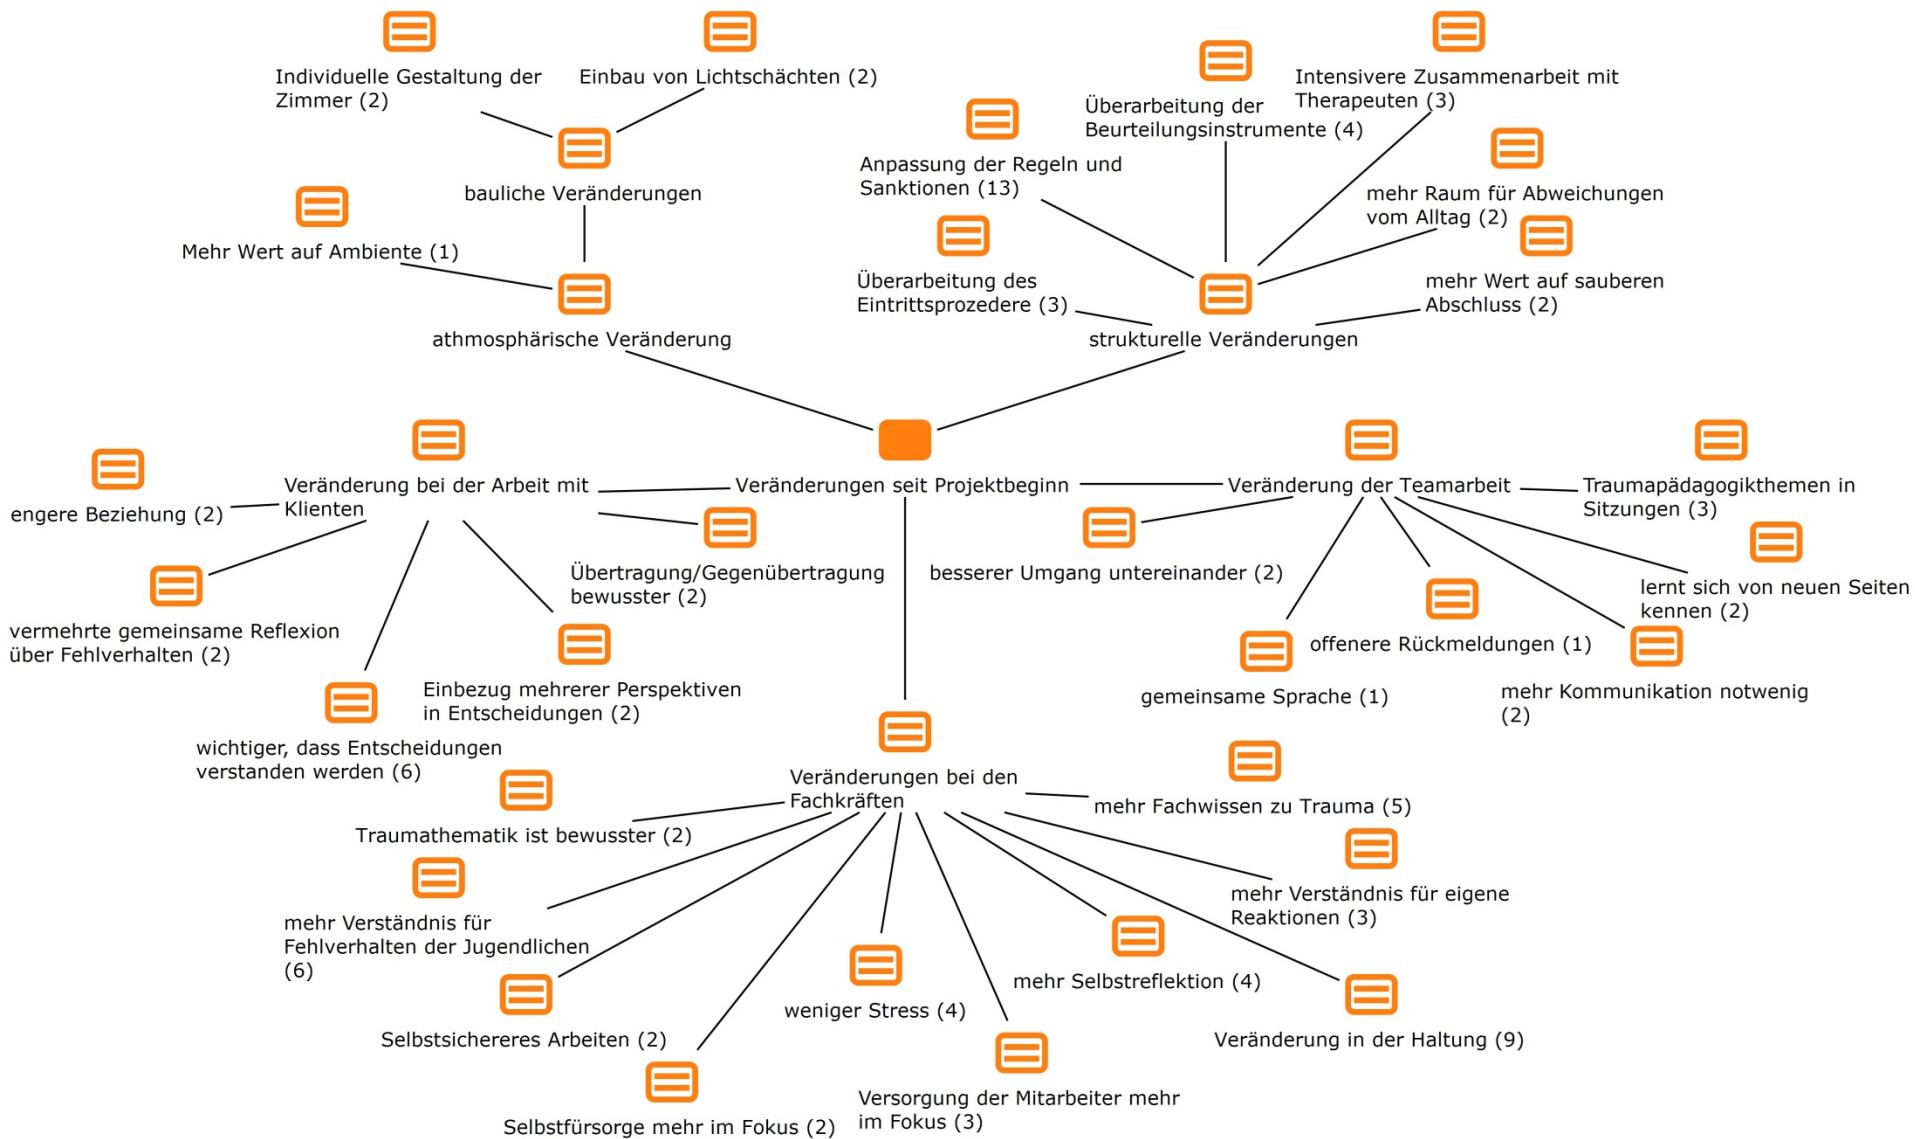 Individuelle Gestaltung der
Zimmer (2)
Einbau von Lichtschächten (2)
bauliche Veränderungen
Mehr Wert auf Ambiente (1)
athmosphärische Veränderung
Intensivere Zusammenarbeit mit
Therapeuten (3)
Überarbeitung der
Beurteilungsinstrumente (4)
Anpassung der Regeln und
Sanktionen (13)
mehr Raum für Abweichungen
vom Alltag (2)
Überarbeitung des
Eintrittsprozedere (3)
mehr Wert auf sauberen
Abschluss (2)
strukturelle Veränderungen
Veränderung bei der Arbeit mit
Klienten
Veränderungen seit Projektbeginn
Veränderung der Teamarbeit
Traumapädagogikthemen in
Sitzungen (3)
engere Beziehung (2)
Übertragung/Gegenübertragung
bewusster (2)
besserer Umgang untereinander (2)
lernt sich von neuen Seiten
kennen (2)
vermehrte gemeinsame Reflexion
über Fehlverhalten (2)
offenere Rückmeldungen (1)
Einbezug mehrerer Perspektiven
in Entscheidungen (2)
gemeinsame Sprache (1)
mehr Kommunikation notwenig
(2)
wichtiger, dass Entscheidungen
verstanden werden (6)
Veränderungen bei den
Fachkräften
mehr Fachwissen zu Trauma (5)
Traumathematik ist bewusster (2)
mehr Verständnis für eigene
Reaktionen (3)
mehr Verständnis für
Fehlverhalten der Jugendlichen
(6)
mehr Selbstreflektion (4)
weniger Stress (4)
Selbstsichereres Arbeiten (2)
Veränderung in der Haltung (9)
Versorgung der Mitarbeiter mehr
im Fokus (3)
Selbstfürsorge mehr im Fokus (2)